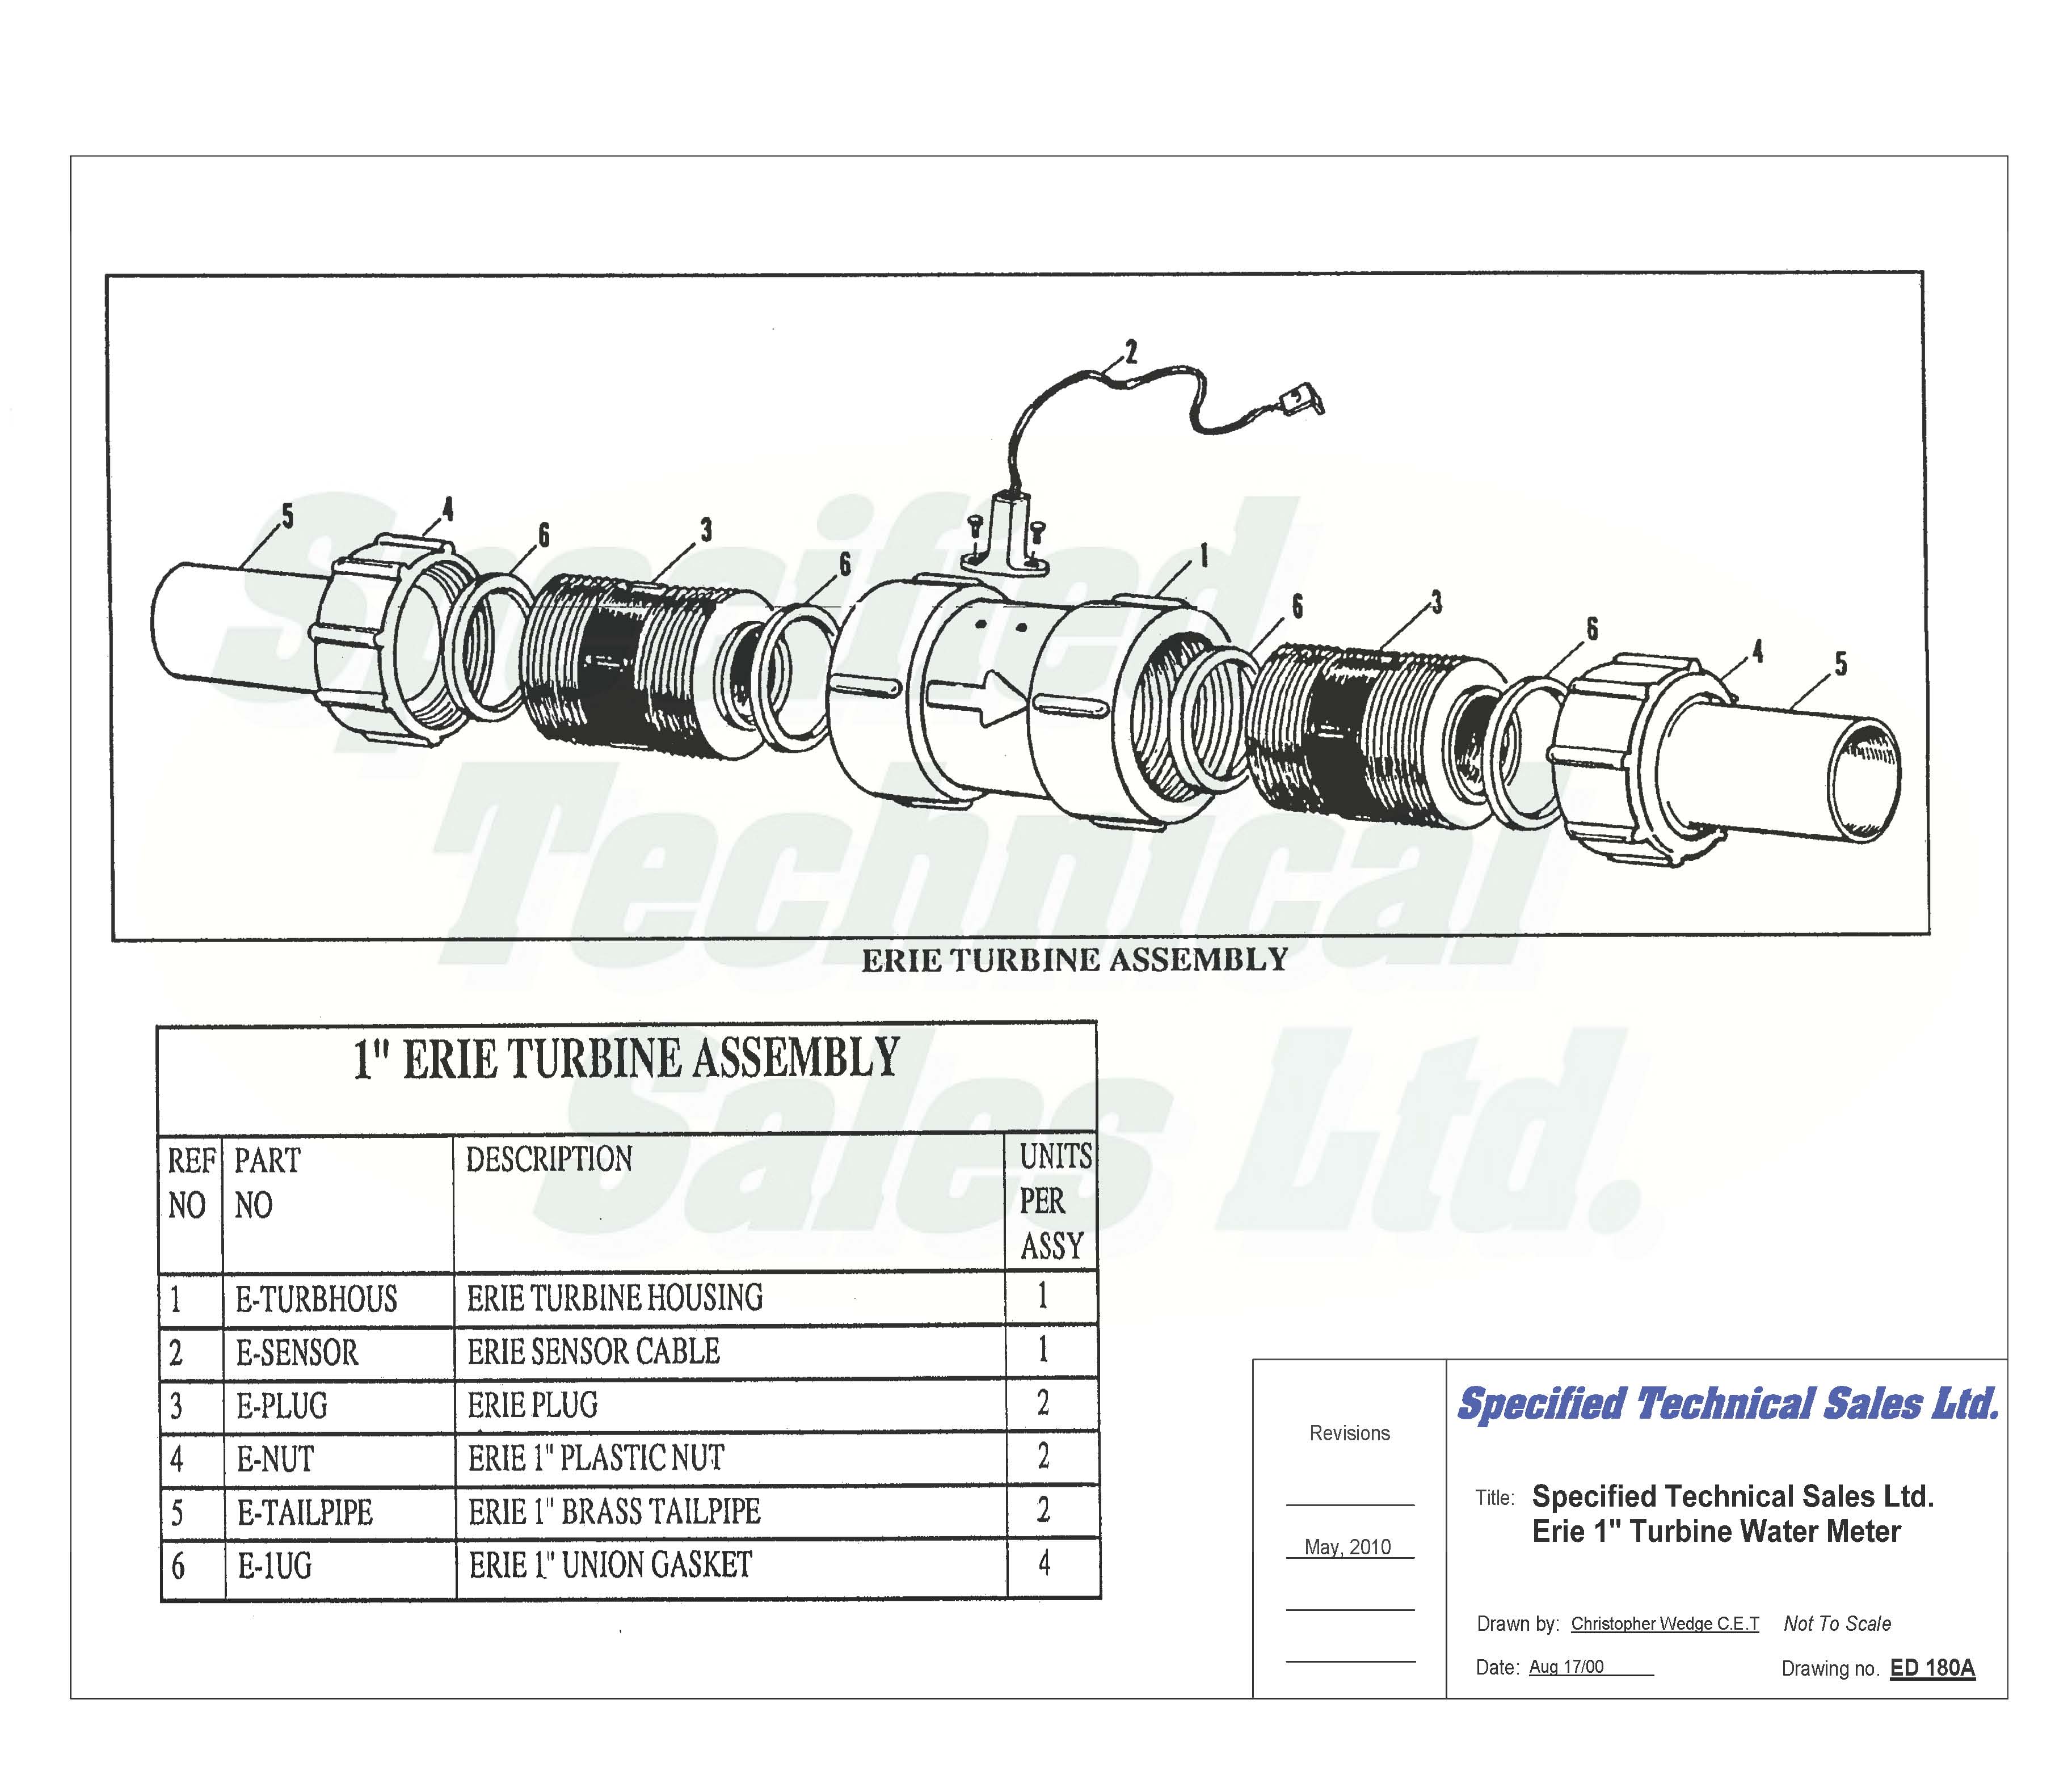 2
5
4
6
3
6
1
6
3
6
4
5
ERIE TURBINE ASSEMBLY
1" ERIE TURBINE ASSEMBLY
REF NO PART NO DESCRIPTION UNITS PER ASSY
1 E-TURBHOUS ERIE TURBINE HOUSING 1
2 E-SENSOR ERIE SENSOR CABLE 1
3 E-PLUG ERIE PLUG 2
4 E-NUT ERIE 1" PLASTIC NUT 2
5 E-TAILPIPE ERIE 1" BRASS TAILPIPE 2
6 E-1UG ERIE 1" UNION GASKET 4
Specified
Technical
Sales Ltd.
Revisions
May, 2010
Specified Technical Sales Ltd.
Title: Specified Technical Sales Ltd.
Erie 1" Turbine Water Meter
Drawn by: Christopher Wedge C.E.T Not To Scale
Date: Aug 17/00 Drawing no. ED 180A